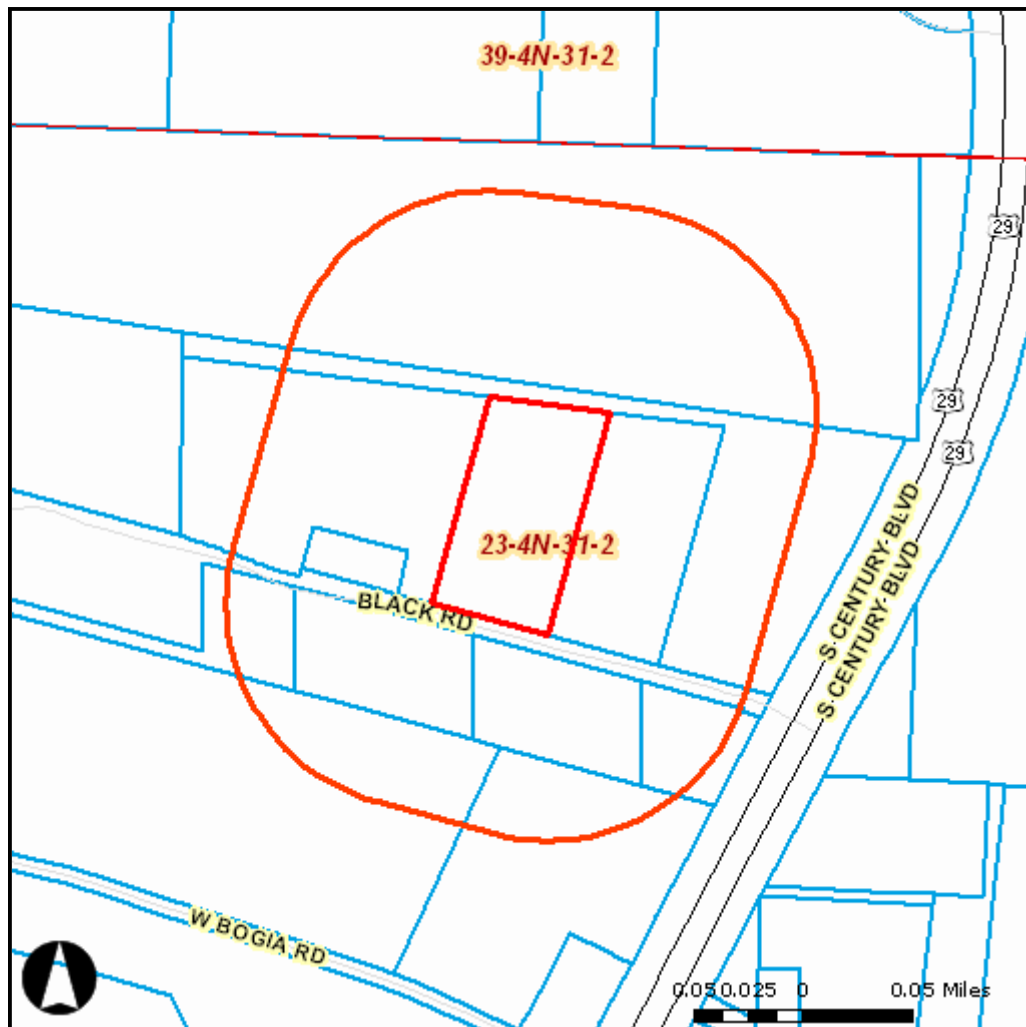 39-4N-31-2
29
29
29
S CENTURY BLVD
S CENTURY BLVD
23-4N-31-2
BLACK RD
W BOGIA RD
0.05 0.025 0 0.05 Miles